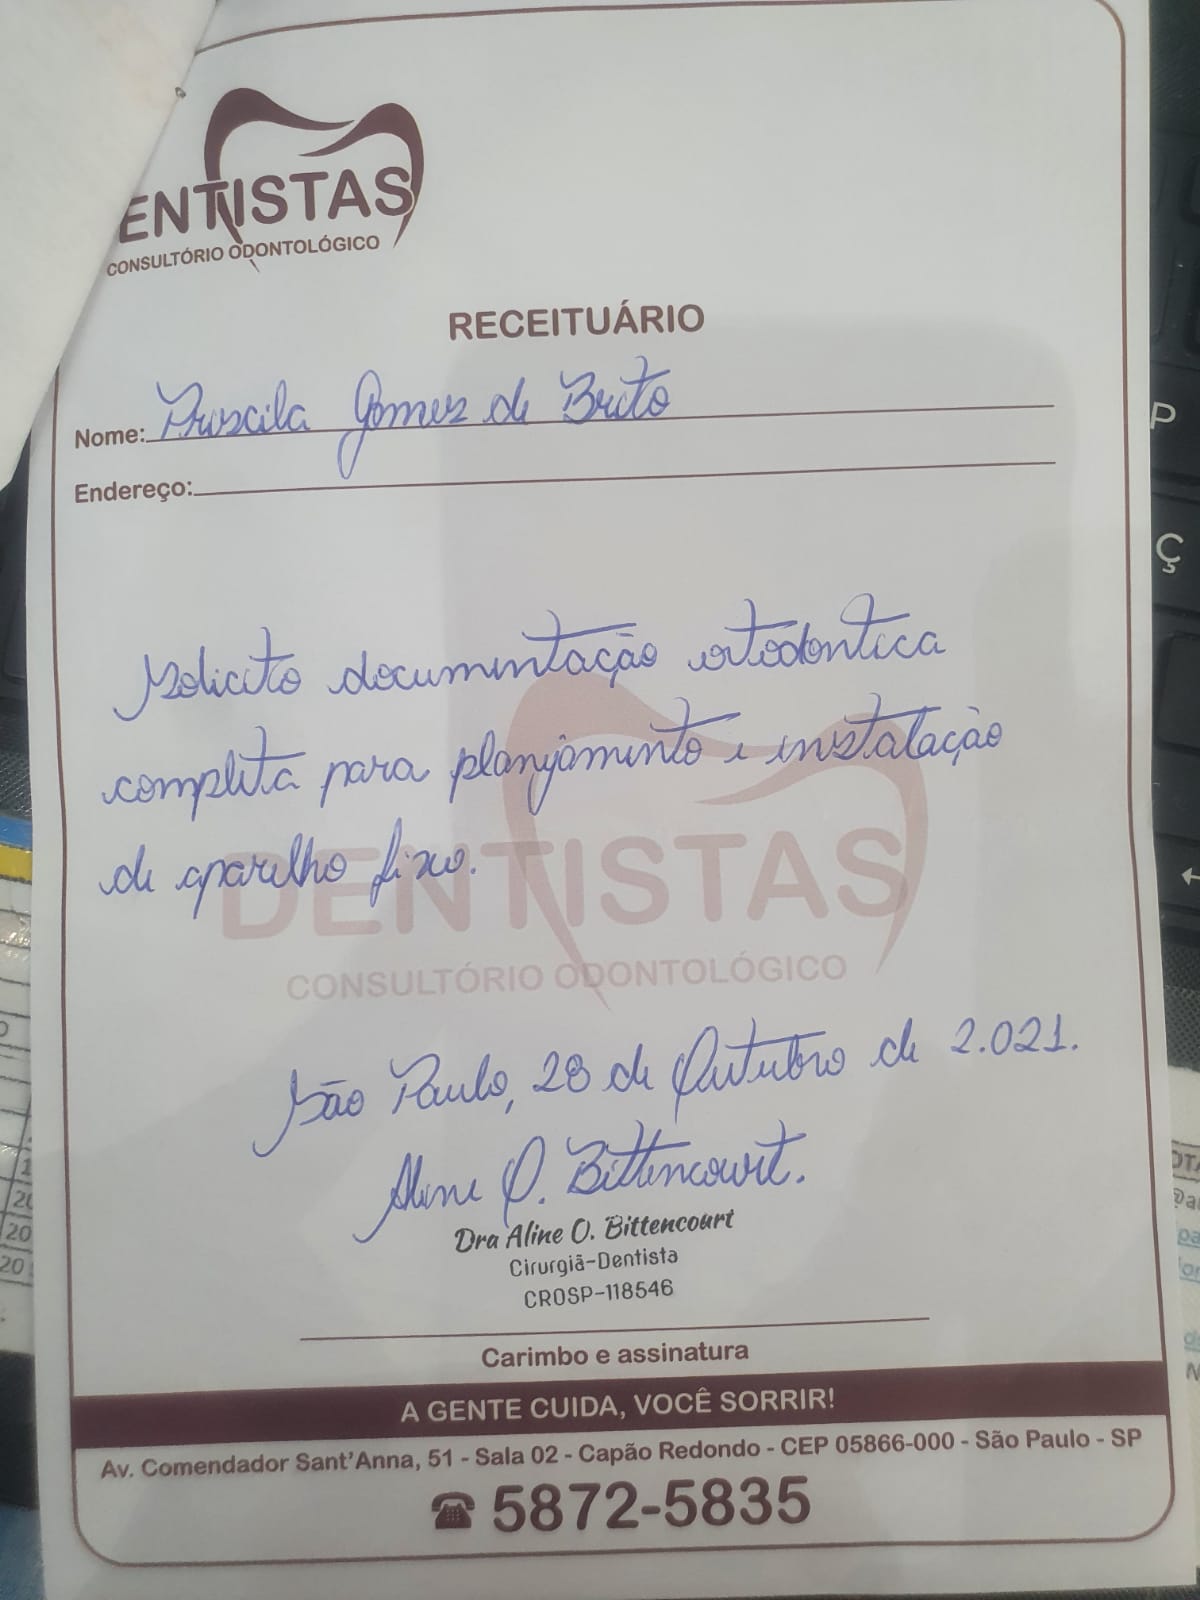 ENTISTAS
CONSULTÓRIO ODONTOLÓGICO
RECEITUÁRIO
Nome: Priscila Gomes de Brito
Endereço:
Solicito documentação ortodontica
completa para planejamento e instalação
de aparelho fixo.
DENTISTAS
CONSULTÓRIO ODONTOLÓGICO
São Paulo, 28 de Outubro de 2.021.
Aline O. Bittencourt.
Dra Aline O. Bittencourt
Cirurgiã-Dentista
CROSP-118546
Carimbo e assinatura
A GENTE CUIDA, VOCÊ SORRIR!
Av. Comendador Sant'Anna, 51 - Sala 02 - Capão Redondo - CEP 05866-000 - São Paulo - SP
5872-5835
P
Ç
20
20